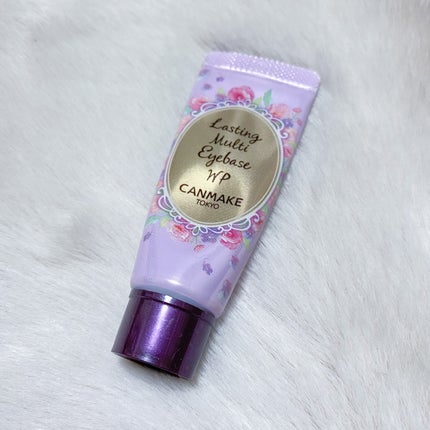 Lasting
Multi
Eyebase
WP
CANMAKE
TOKYO